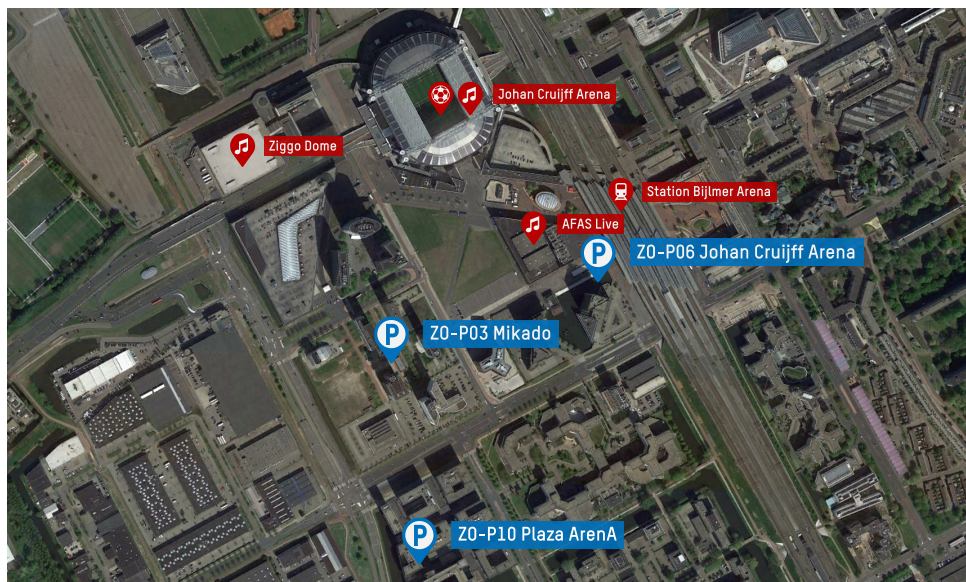 Johan Cruijff Arena
Ziggo Dome
Station Bijlmer Arena
AFAS Live
P
ZO-P06 Johan Cruijff Arena
P
ZO-P03 Mikado
P
ZO-P10 Plaza ArenA